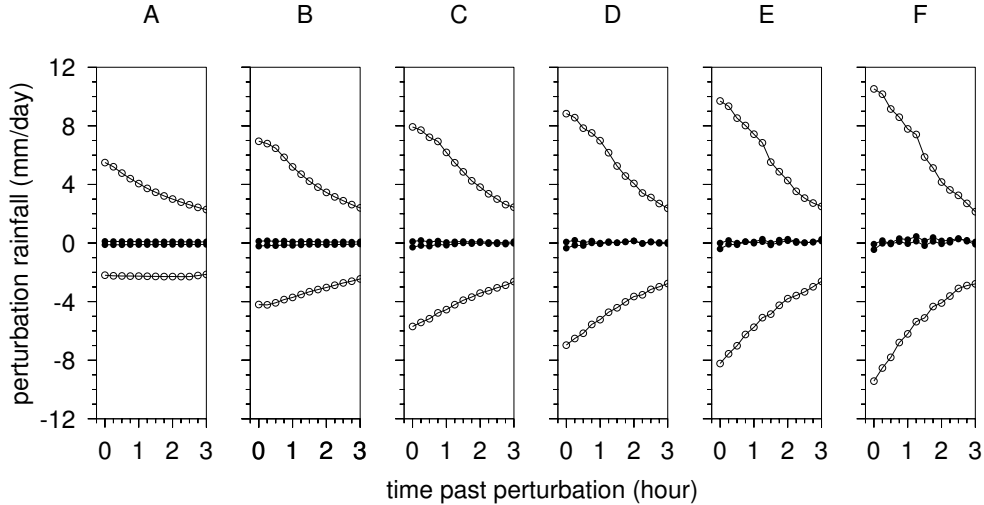 A B C D E F
perturbation rainfall (mm/day)
12
8
4
0
-4
-8
-12
0 1 2 3 0 1 2 3 0 1 2 3 0 1 2 3 0 1 2 3 0 1 2 3
time past perturbation (hour)